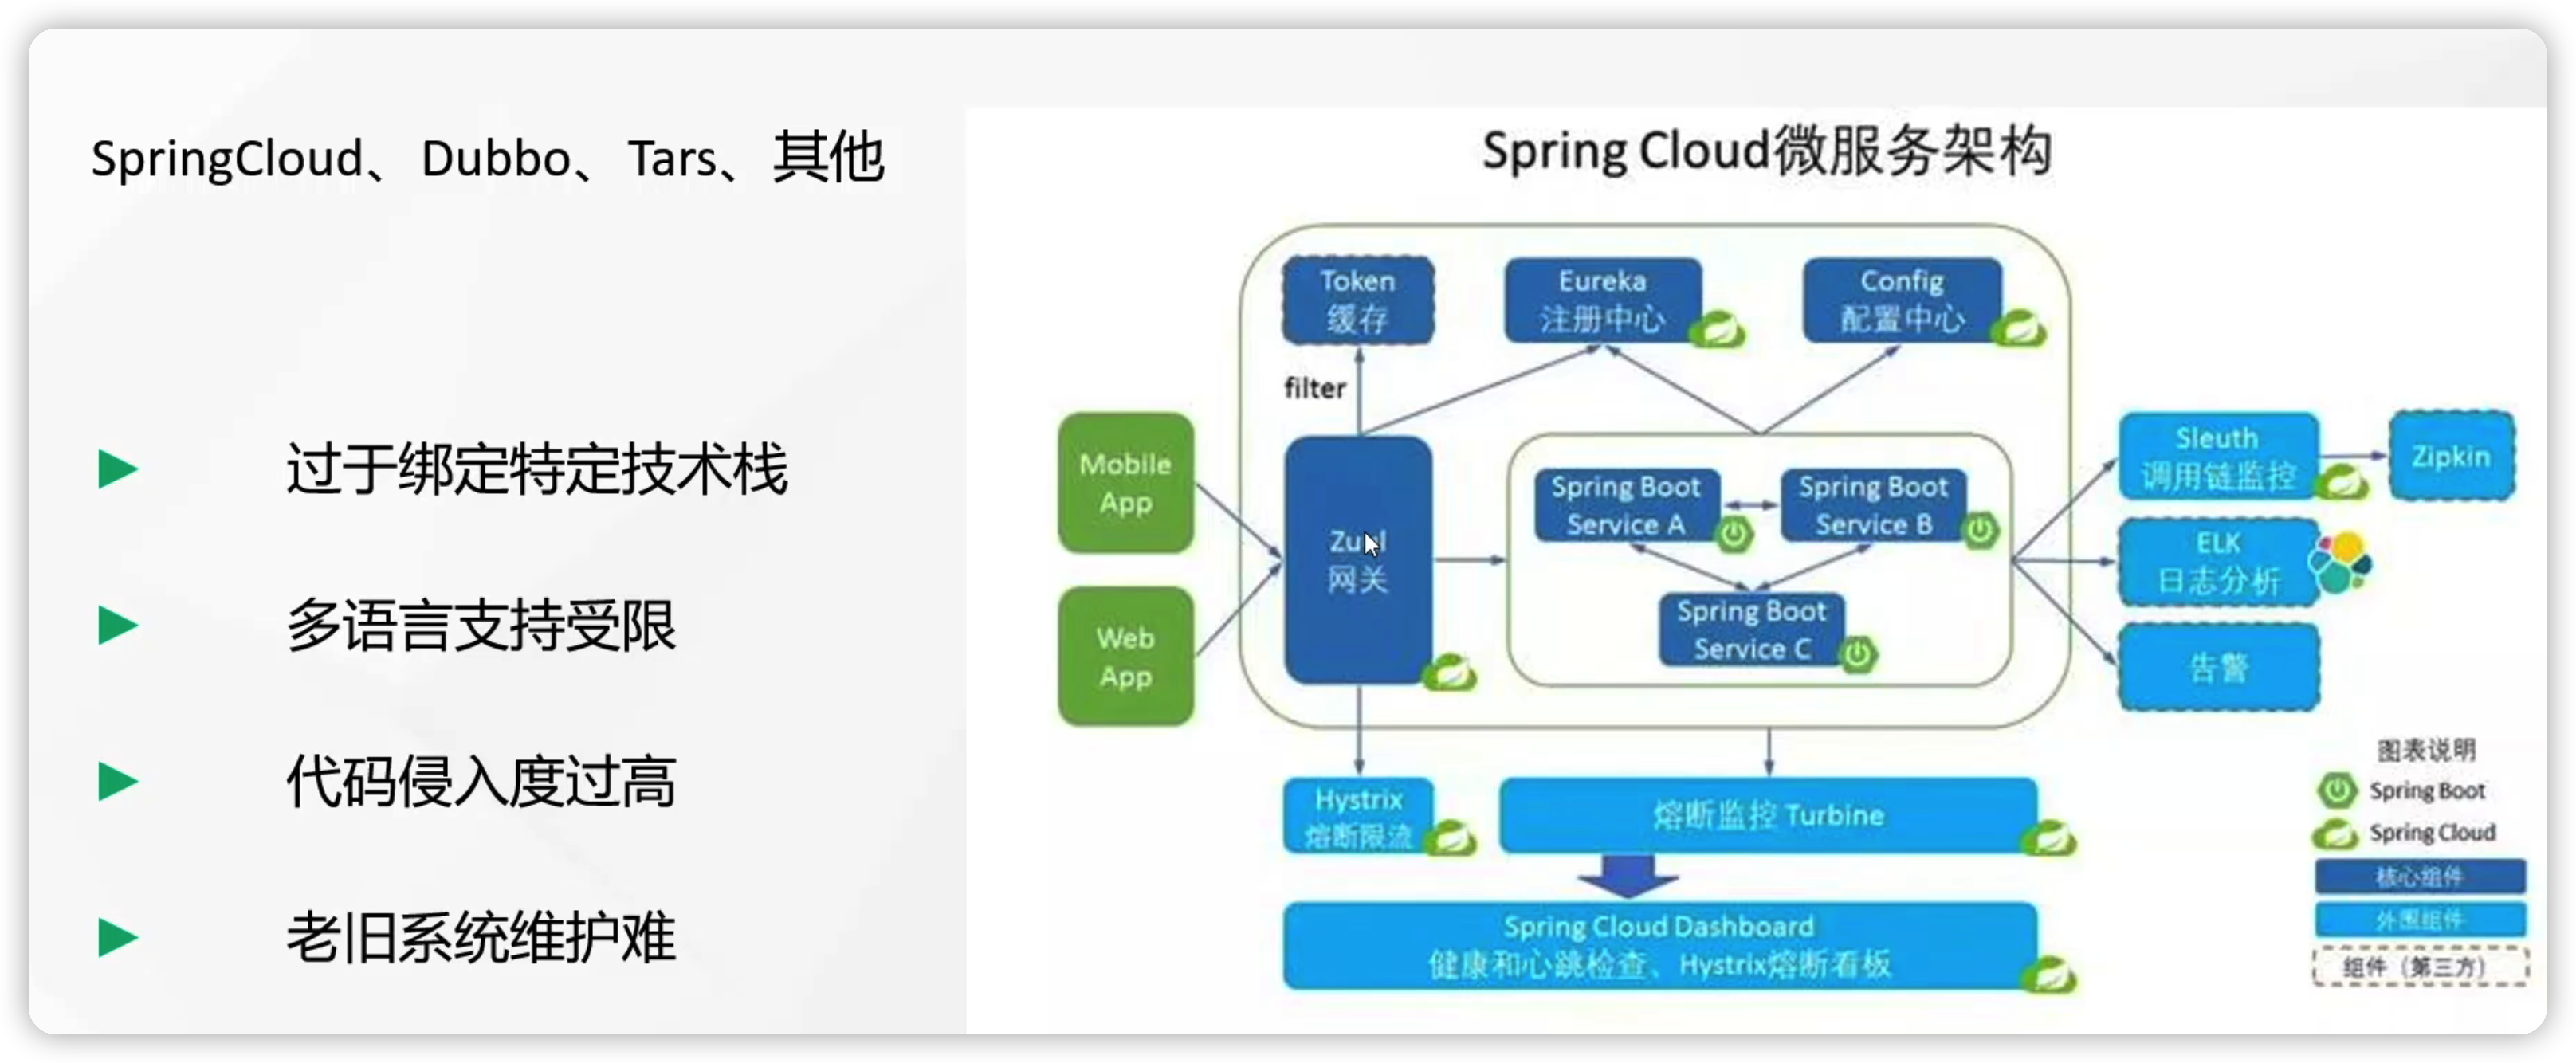 SpringCloud、Dubbo、Tars、其他
过于绑定特定技术栈
多语言支持受限
代码侵入度过高
老旧系统维护难
Spring Cloud微服务架构
Token
缓存
Eureka
注册中心
Config
配置中心
filter
Mobile
App
Web
App
Zuul
网关
Spring Boot
Service A
Spring Boot
Service B
Spring Boot
Service C
Sleuth
调用链监控
Zipkin
ELK
日志分析
告警
Hystrix
熔断限流
熔断监控 Turbine
Spring Cloud Dashboard
健康和心跳检查、Hystrix熔断看板
图表说明
Spring Boot
Spring Cloud
核心组件
外围组件
组件（第三方）